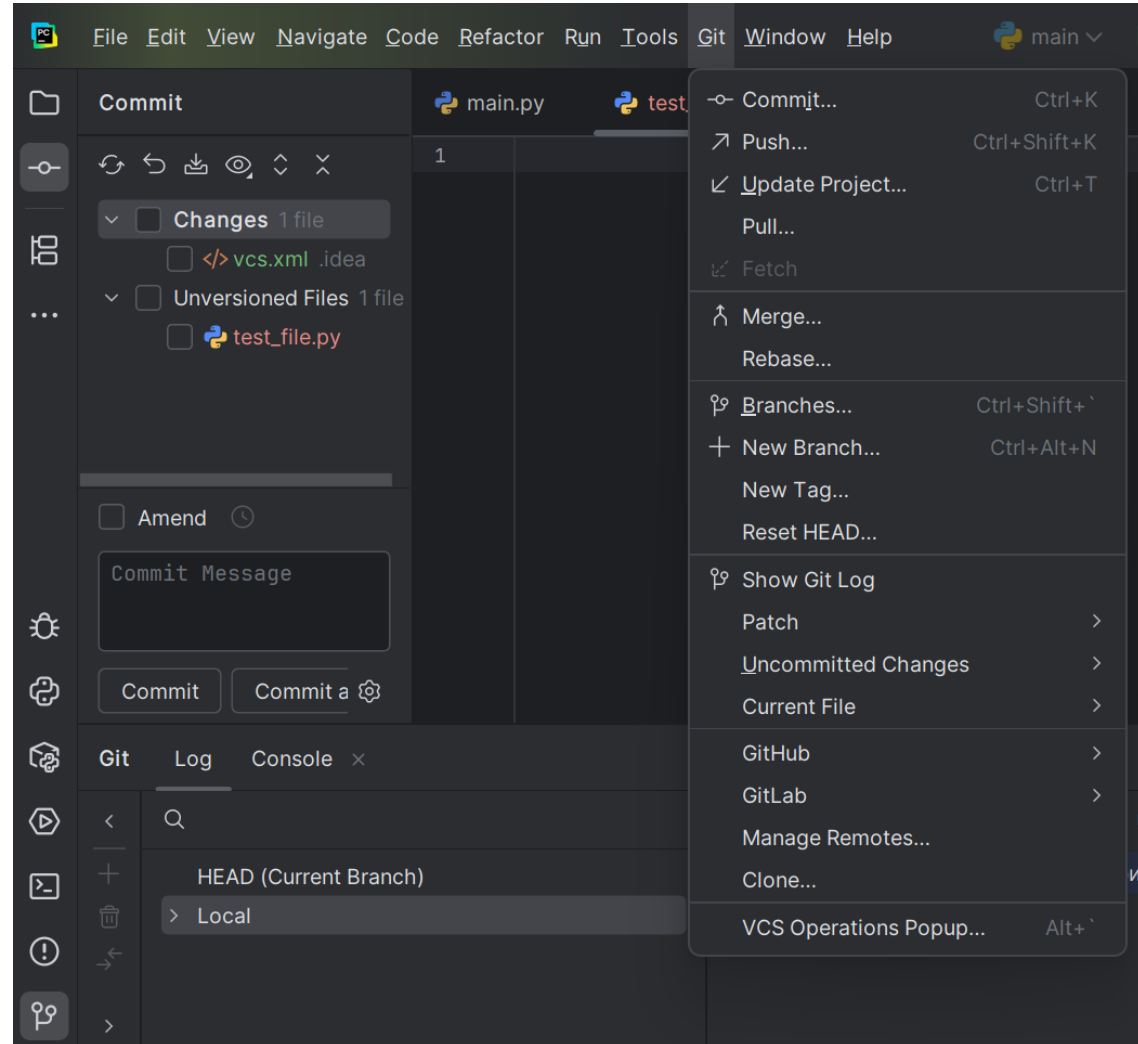 PC File Edit View Navigate Code Refactor Run Tools Git Window Help main
Commit
main.py test_
1
Changes 1 file
</> vcs.xml .idea
Unversioned Files 1 file
test_file.py
Amend
Commit Message
Commit Commit a
Commit... Ctrl+K
Push... Ctrl+Shift+K
Update Project... Ctrl+T
Pull...
Fetch
Merge...
Rebase...
Branches... Ctrl+Shift+`
New Branch... Ctrl+Alt+N
New Tag...
Reset HEAD...
Show Git Log
Patch
Uncommitted Changes
Current File
GitHub
GitLab
Manage Remotes...
Clone...
VCS Operations Popup... Alt+`
Git Log Console
HEAD (Current Branch)
Local